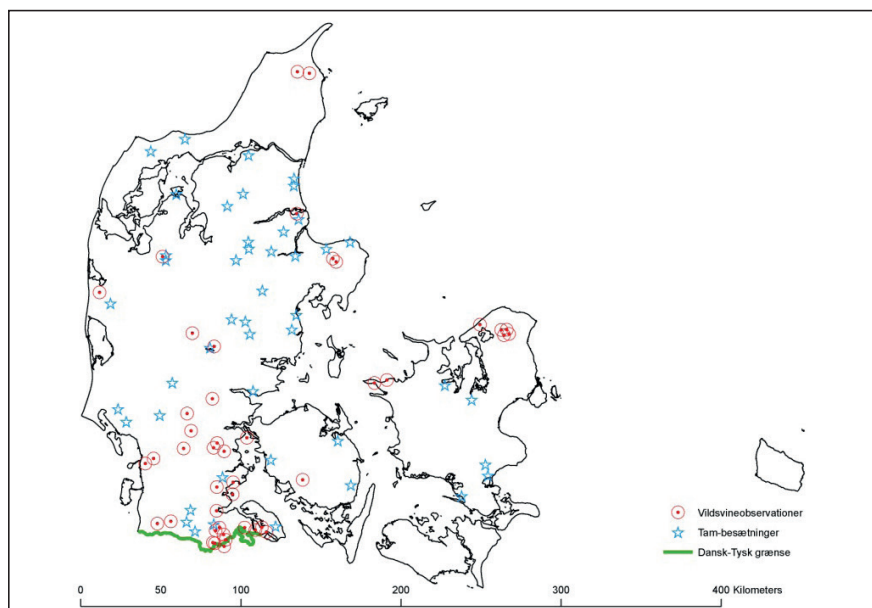 Vildsvineobservationer
Tam-besætninger
Dansk-Tysk grænse
0 50 100 200 300 400 Kilometers